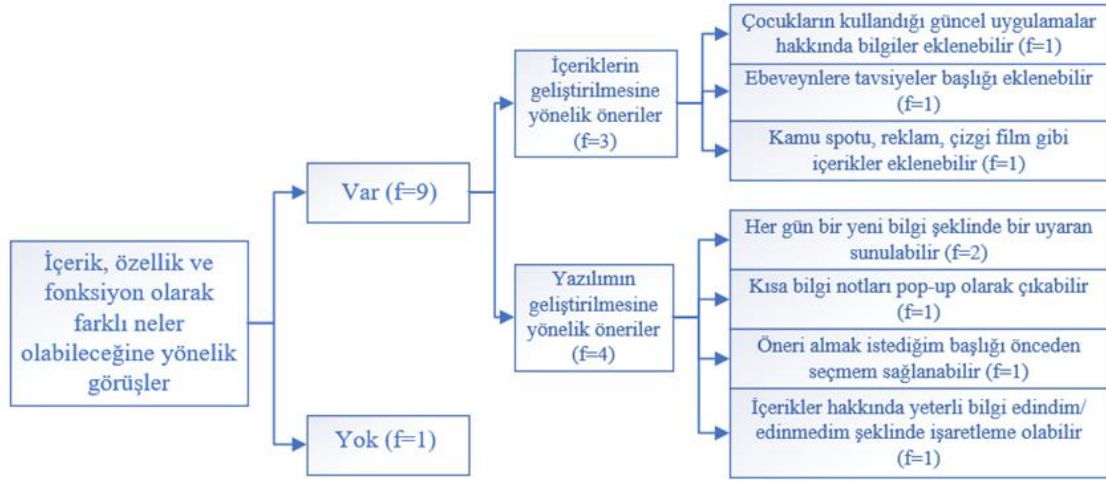 İçerik, özellik ve
fonksiyon olarak
farklı neler
olabileceğine yönelik
görüşler
Var (f=9)
İçeriklerin
geliştirilmesine
yönelik öneriler
(f=3)
Çocukların kullandığı güncel uygulamalar
hakkında bilgiler eklenebilir (f=1)
Ebeveynlere tavsiyeler başlığı eklenebilir
(f=1)
Kamu spotu, reklam, çizgi film gibi
içerikler eklenebilir (f=1)
Yazılımın
geliştirilmesine
yönelik öneriler
(f=4)
Her gün bir yeni bilgi şeklinde bir uyaran
sunulabilir (f=2)
Kısa bilgi notları pop-up olarak çıkabilir
(f=1)
Öneri almak istediğim başlığı önceden
seçmem sağlanabilir (f=1)
İçerikler hakkında yeterli bilgi edindim/
edinmedim şeklinde işaretleme olabilir
(f=1)
Yok (f=1)